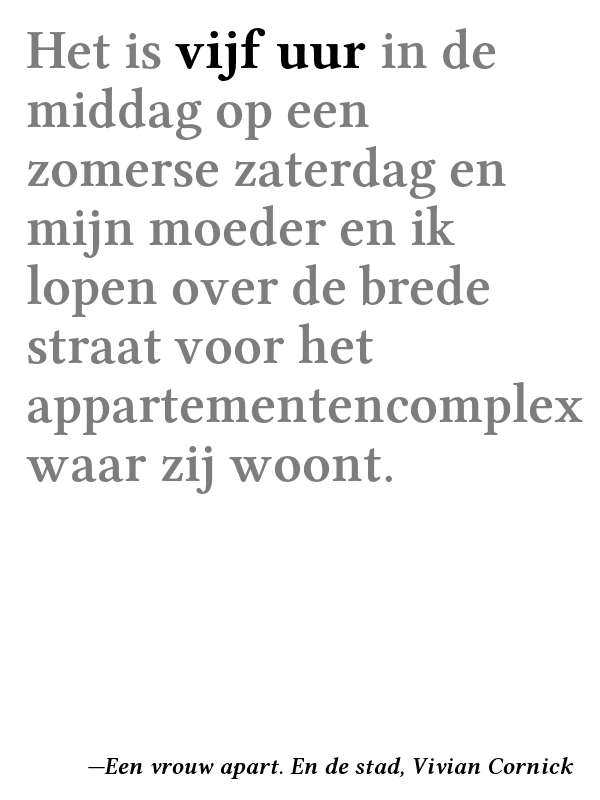 Het is vijf uur in de
middag op een
zomerse zaterdag en
mijn moeder en ik
lopen over de brede
straat voor het
appartementencomplex
waar zij woont.
—Een vrouw apart. En de stad, Vivian Cornick